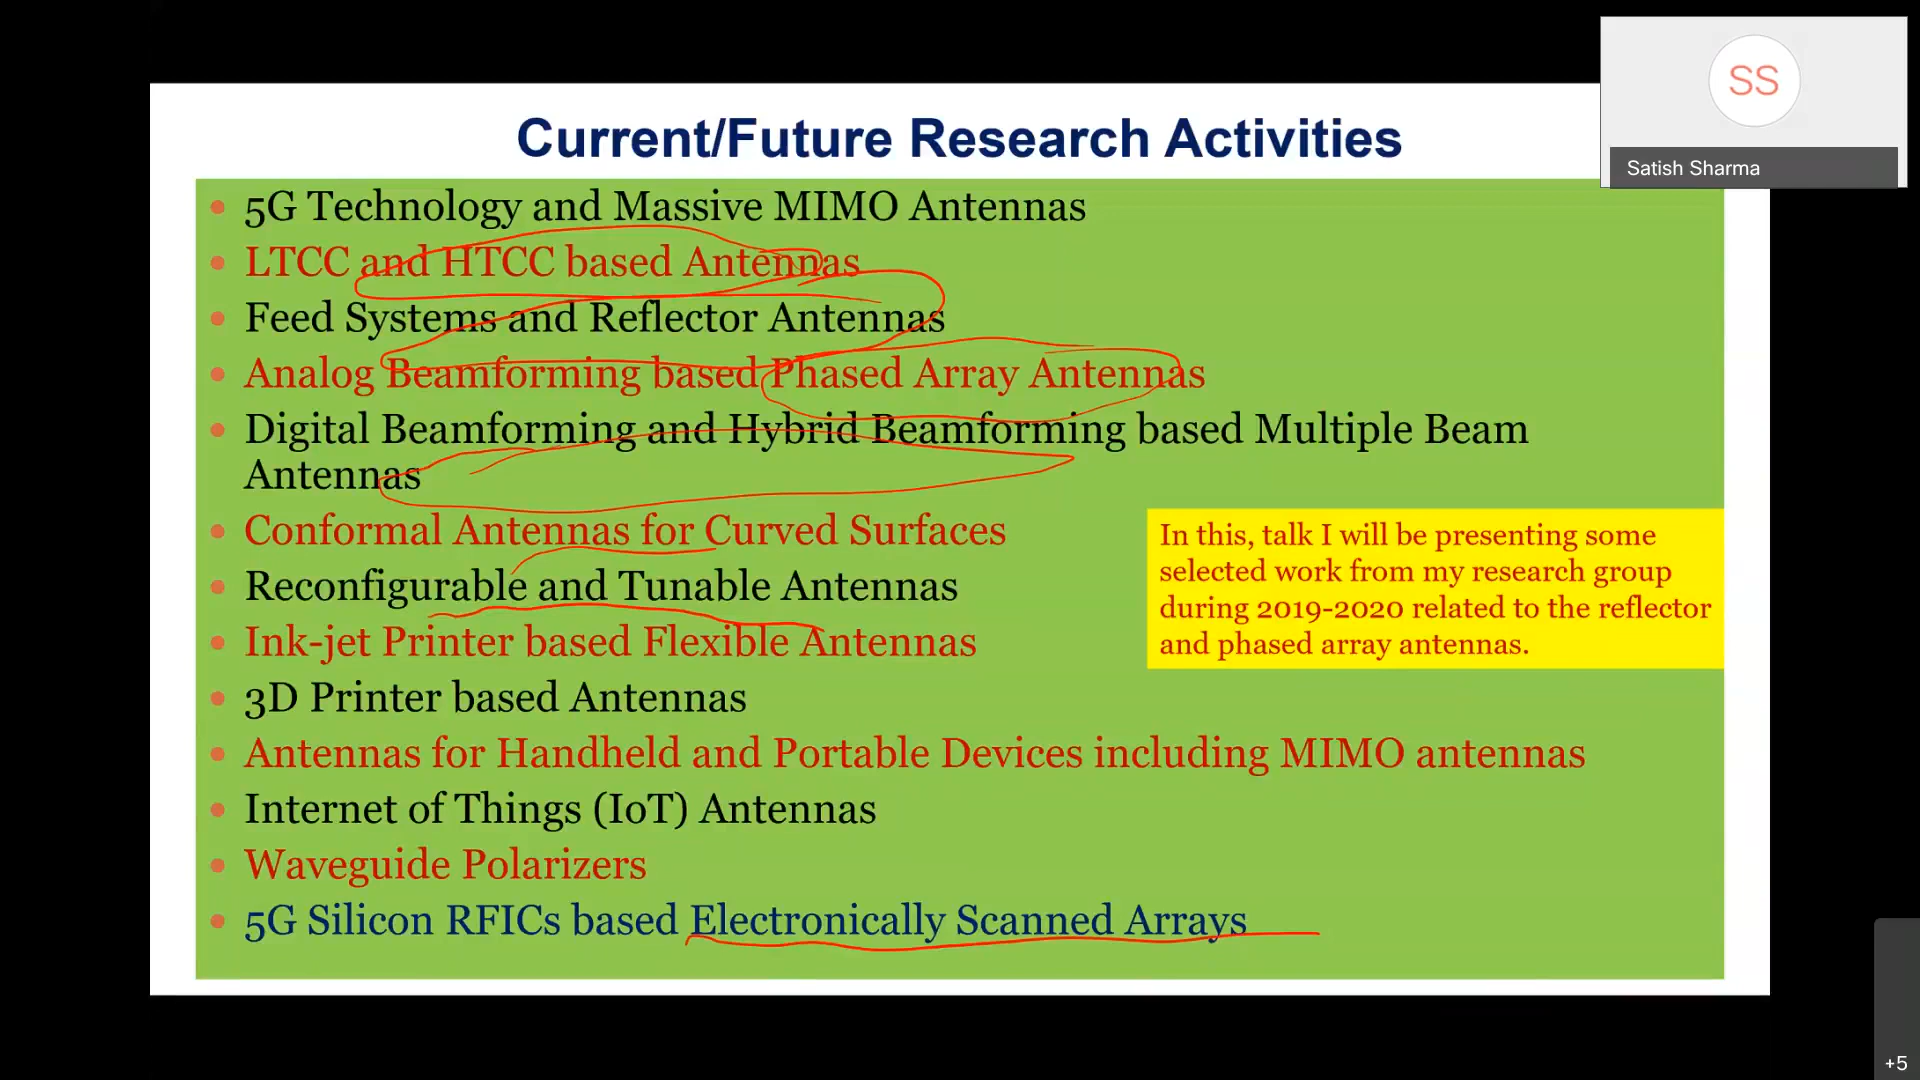 Current/Future Research Activities
SS
Satish Sharma
• 5G Technology and Massive MIMO Antennas
• LTCC and HTCC based Antennas
• Feed Systems and Reflector Antennas
• Analog Beamforming based Phased Array Antennas
• Digital Beamforming and Hybrid Beamforming based Multiple Beam
Antennas
• Conformal Antennas for Curved Surfaces
• Reconfigurable and Tunable Antennas
• Ink-jet Printer based Flexible Antennas
• 3D Printer based Antennas
• Antennas for Handheld and Portable Devices including MIMO antennas
• Internet of Things (IoT) Antennas
• Waveguide Polarizers
• 5G Silicon RFICs based Electronically Scanned Arrays
In this, talk I will be presenting some
selected work from my research group
during 2019-2020 related to the reflector
and phased array antennas.
+5